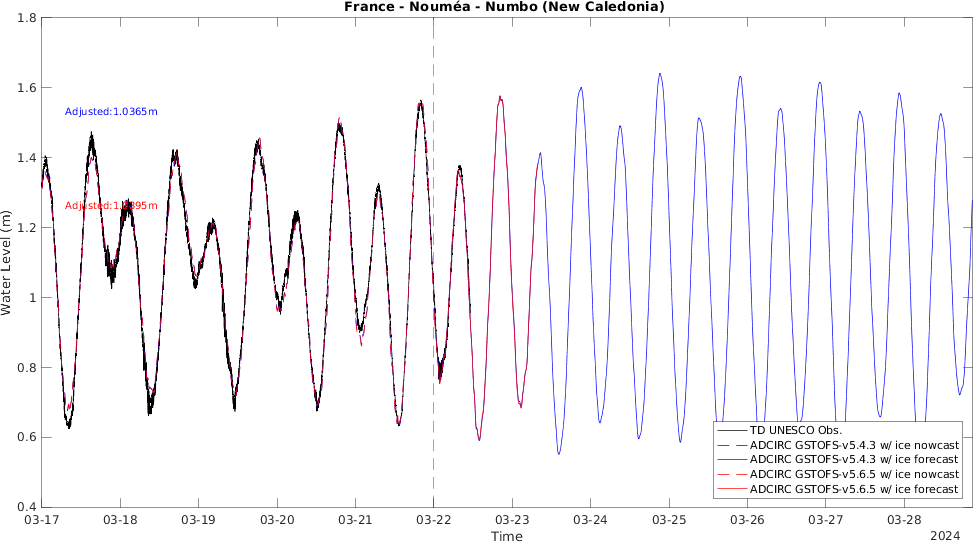 France - Nouméa - Numbo (New Caledonia)
1.8
1.6
1.4
1.2
1
0.8
0.6
0.4
Water Level (m)
Adjusted:1.0365m
TD UNESCO Obs.
ADCIRC GSTOFS-v5.4.3 w/ ice nowcast
ADCIRC GSTOFS-v5.4.3 w/ ice forecast
ADCIRC GSTOFS-v5.6.5 w/ ice nowcast
ADCIRC GSTOFS-v5.6.5 w/ ice forecast
03-17 03-18 03-19 03-20 03-21 03-22 03-23 03-24 03-25 03-26 03-27 03-28
Time
2024